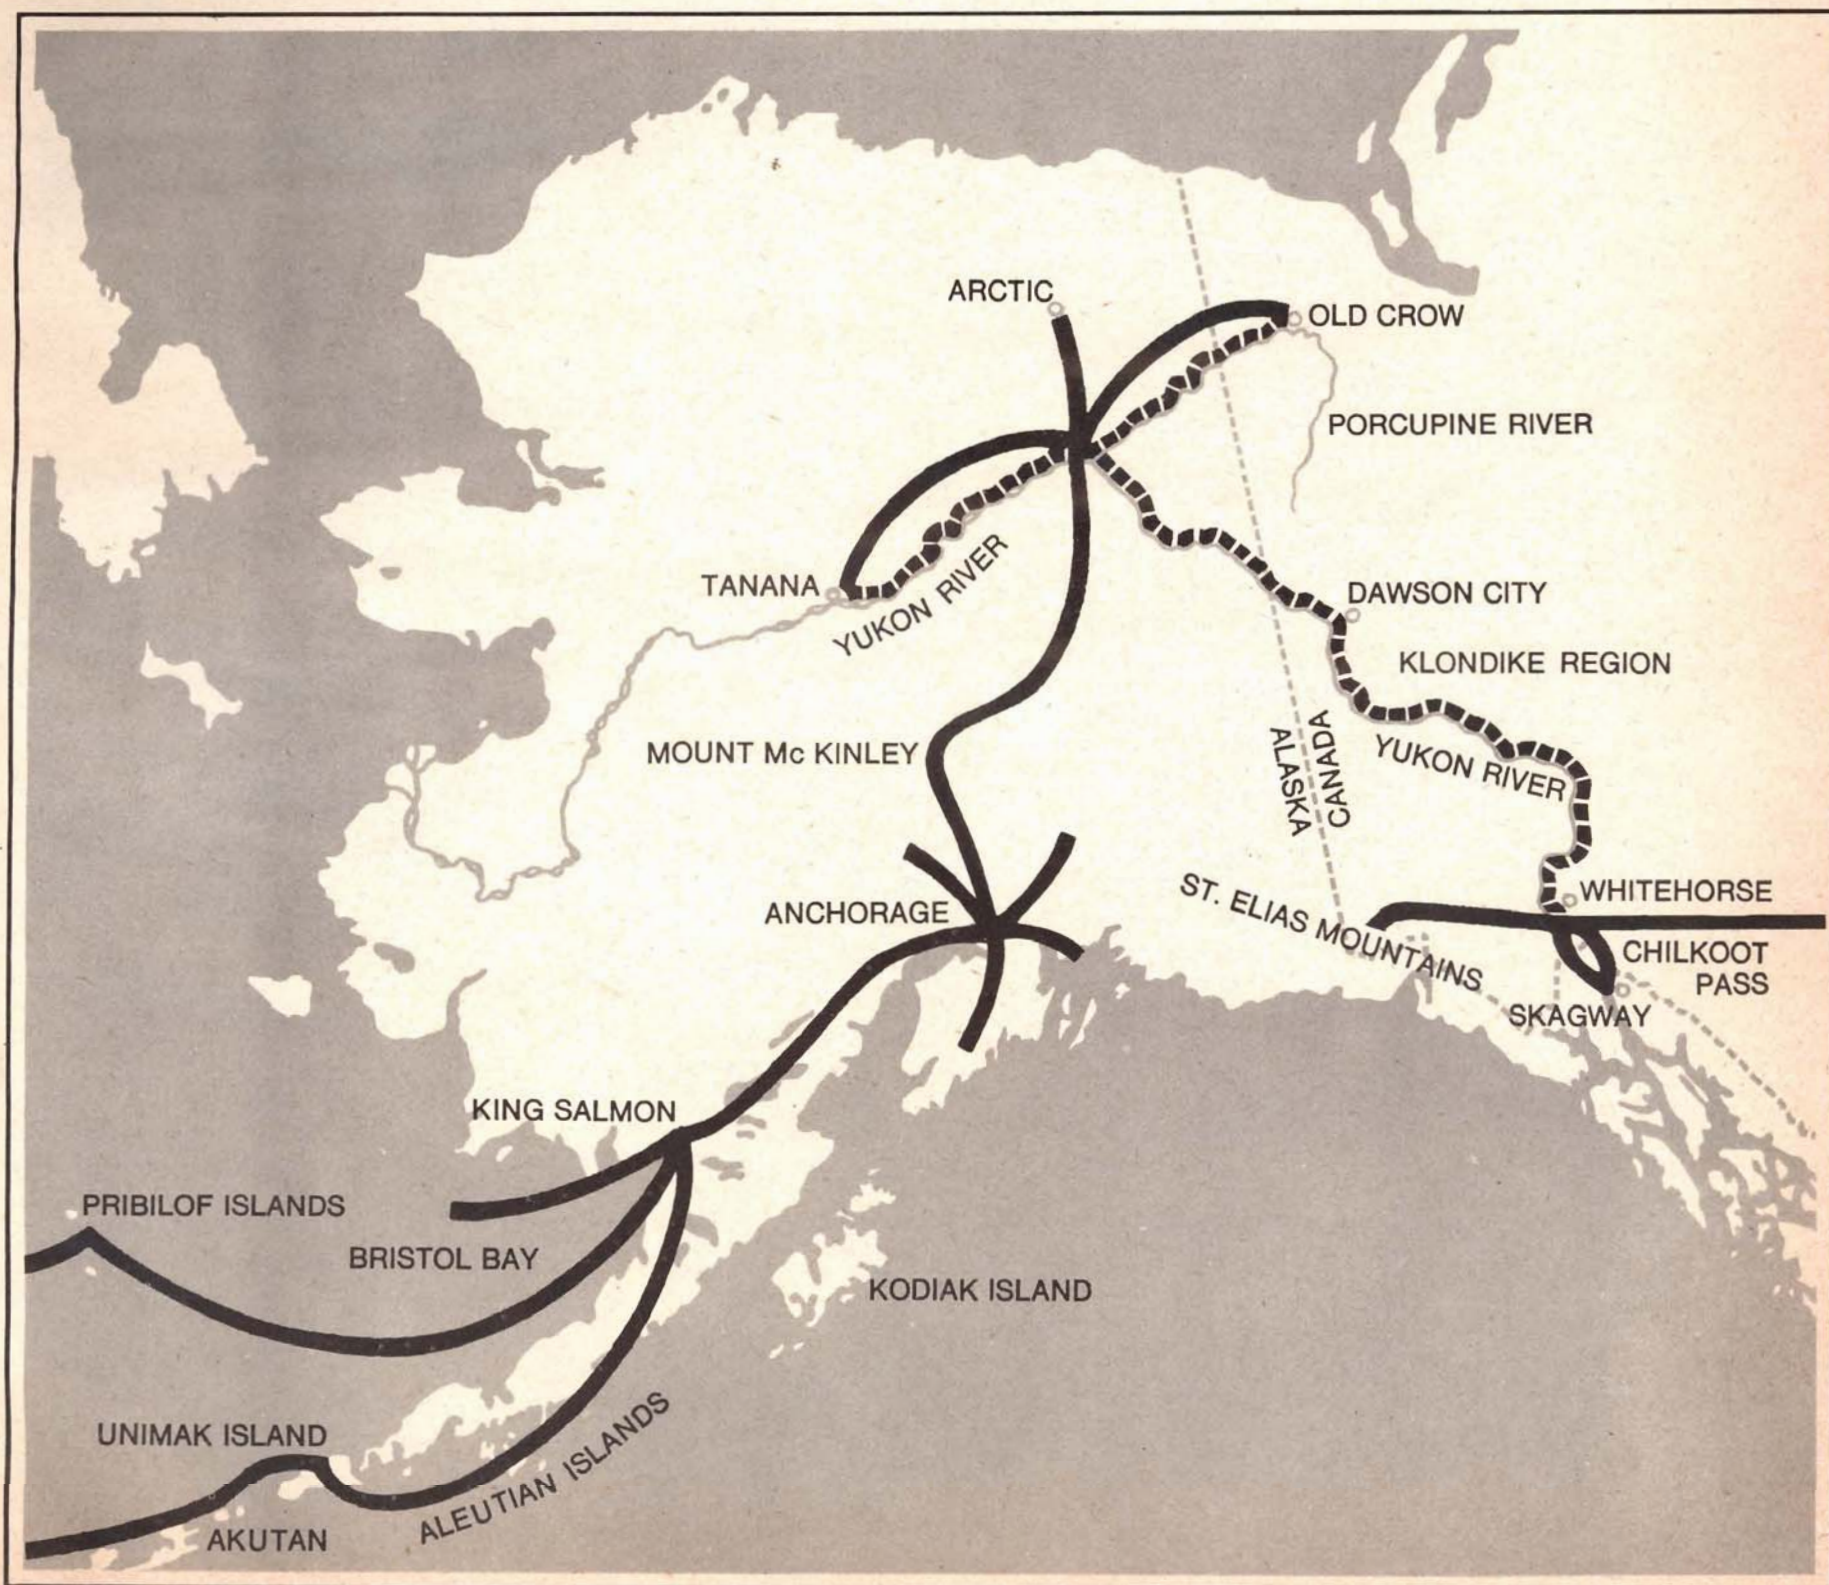 ARCTIC
OLD CROW
PORCUPINE RIVER
TANANA
YUKON RIVER
DAWSON CITY
KLONDIKE REGION
MOUNT Mc KINLEY
ALASKA
CANADA
YUKON RIVER
ANCHORAGE
ST. ELIAS MOUNTAINS
WHITEHORSE
CHILKOOT
PASS
SKAGWAY
KING SALMON
PRIBILOF ISLANDS
BRISTOL BAY
KODIAK ISLAND
UNIMAK ISLAND
ALEUTIAN ISLANDS
AKUTAN